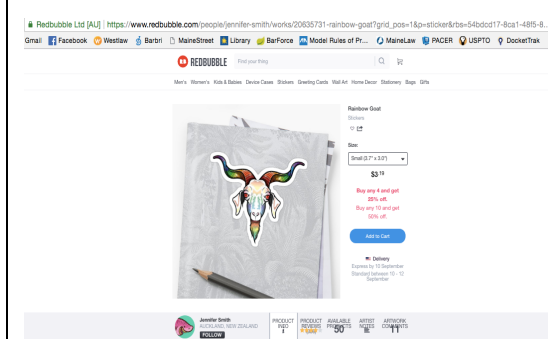 Redbubble Ltd [AU] | https://www.redbubble.com/people/jennifer-smith/works/20635731-rainbow-goat?grid_pos=1&p=sticker&rbs=54bdcd17-8ca1-48f5-8...
Gmail Facebook Westlaw Barbri MaineStreet Library BarForce Model Rules of Pr... MaineLaw PACER USPTO DocketTrak
REDBUBBLE Find your thing
Men's Women's Kids & Babies Device Cases Stickers Greeting Cards Wall Art Home Decor Stationery Bags Gifts
Rainbow Goat
Stickers
Size:
Small (3.7" x 3.0")
$3.19
Buy any 4 and get
25% off.
Buy any 10 and get
50% off.
Add to Cart
Delivery
Express by 12 September
Standard between 10 - 12
September
Jennifer Smith
AUCKLAND, NEW ZEALAND
FOLLOW
PRODUCT INFO
PRODUCT REVIEWS
AVAILABLE PRODUCTS
50
ARTIST NOTES
ARTWORK COMMENTS
11